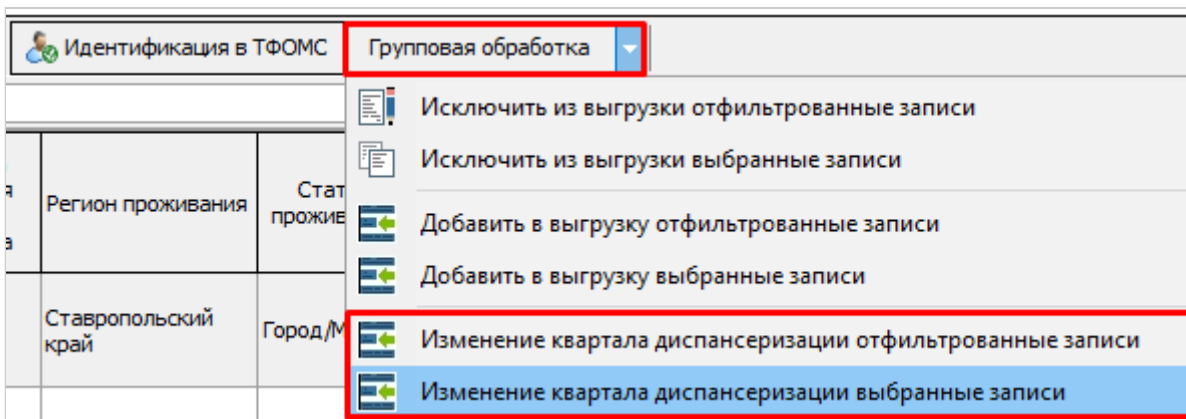 Идентификация в ТФОМС
Групповая обработка
Исключить из выгрузки отфильтрованные записи
Исключить из выгрузки выбранные записи
Регион проживания
Добавить в выгрузку отфильтрованные записи
Добавить в выгрузку выбранные записи
Ставропольский
край
Изменение квартала диспансеризации отфильтрованные записи
Изменение квартала диспансеризации выбранные записи